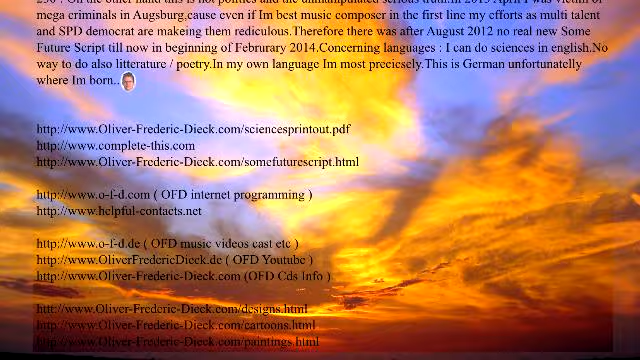 290 . On the other hand this is not politics and the unmanipulated serious truth.In 2013 April I was victim of
mega criminals in Augsburg,cause even if Im best music composer in the first line my efforts as multi talent
and SPD democrat are makeing them rediculous.Therefore there was after August 2012 no real new Some
Future Script till now in beginning of Februrary 2014.Concerning languages : I can do sciences in english.No
way to do also litterature / poetry.In my own language Im most precicsely.This is German unfortunatelly
where Im born..
http://www.Oliver-Frederic-Dieck.com/sciencesprintout.pdf
http://www.complete-this.com
http://www.Oliver-Frederic-Dieck.com/somefuturescript.html
http://www.o-f-d.com ( OFD internet programming )
http://www.helpful-contacts.net
http://www.o-f-d.de ( OFD music videos cast etc )
http://www.OliverFredericDieck.de ( OFD Youtube )
http://www.Oliver-Frederic-Dieck.com (OFD Cds Info )
http://www.Oliver-Frederic-Dieck.com/designs.html
http://www.Oliver-Frederic-Dieck.com/cartoons.html
http://www.Oliver-Frederic-Dieck.com/paintings.html